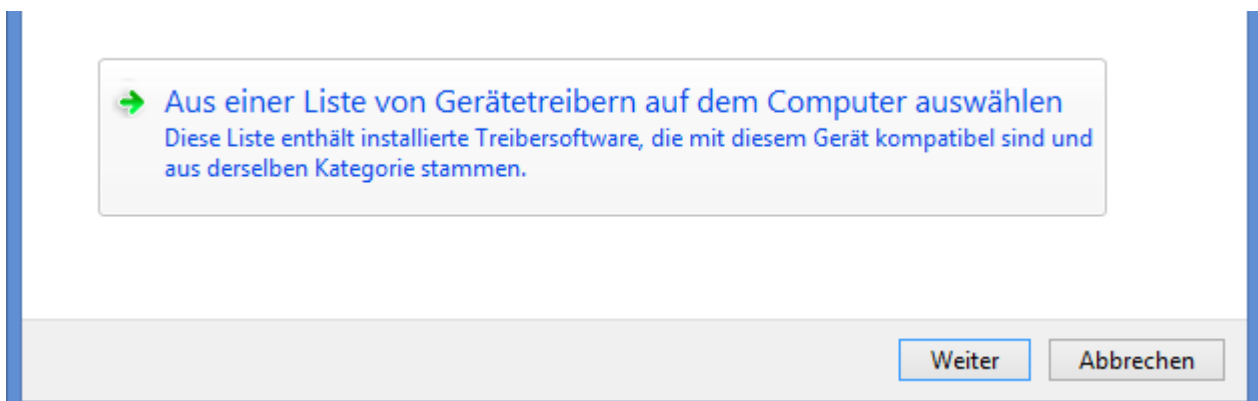 Aus einer Liste von Gerätetreibern auf dem Computer auswählen
Diese Liste enthält installierte Treibersoftware, die mit diesem Gerät kompatibel sind und
aus derselben Kategorie stammen.
Weiter
Abbrechen